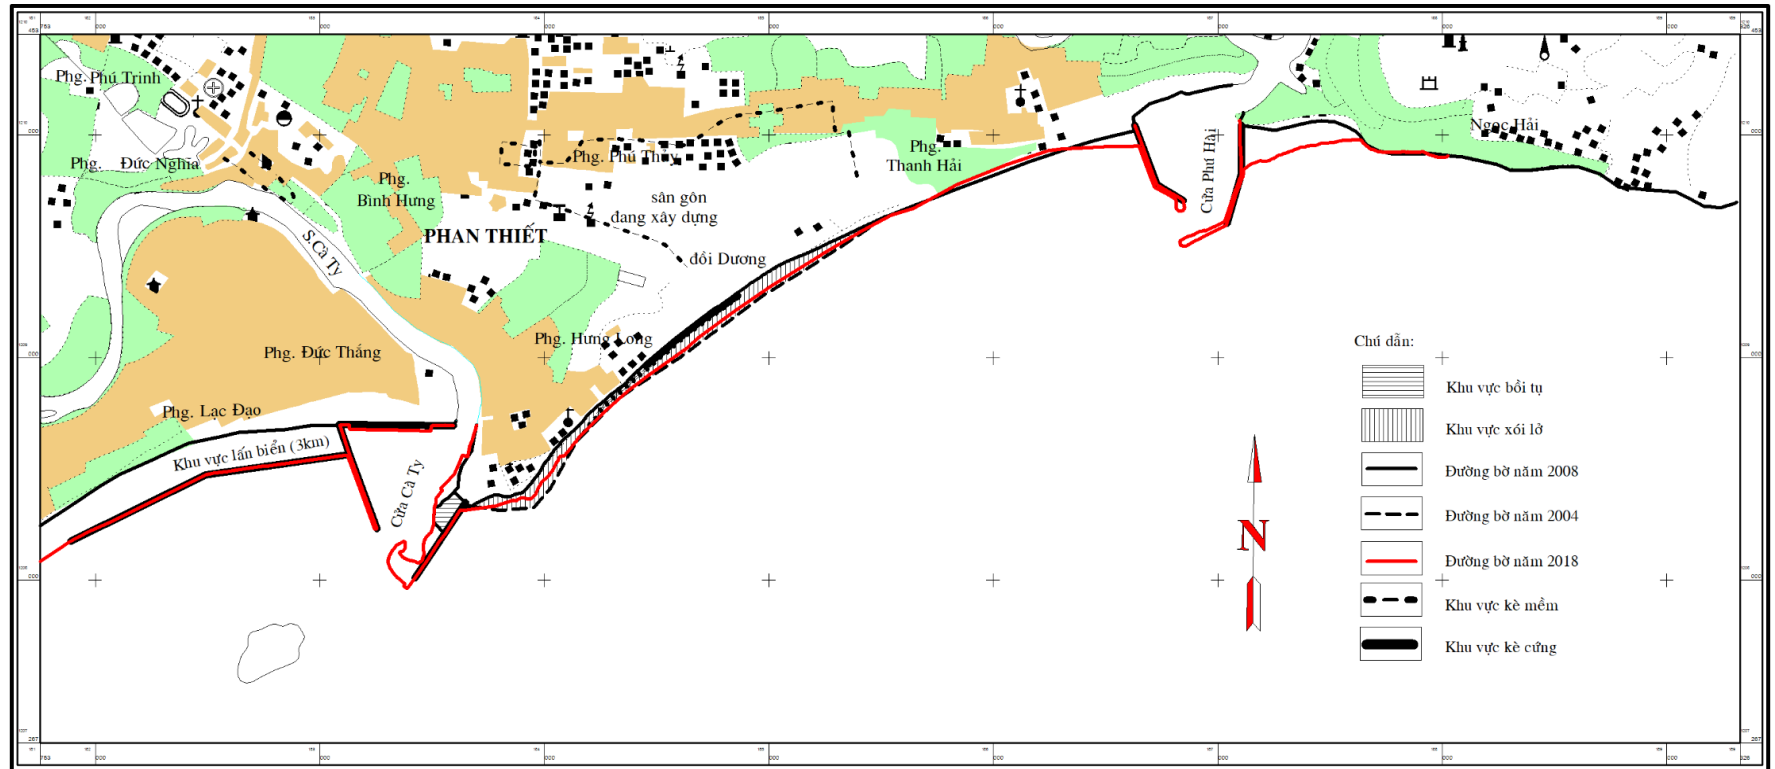 Phg. Phú Trinh
Phg. Đức Nghĩa
Phg.
Bình Hưng
Phg. Phú Thủy
Phg.
Thanh Hải
Cửa Phú Hài
Ngọc Hải
sân gôn
đang xây dựng
PHAN THIẾT
đồi Dương
S.Cà Ty
Phg. Đức Thắng
Phg. Hưng Long
Phg. Lạc Đạo
Khu vực lấn biển (3km)
Cửa Cà Ty
N
Chú dẫn:
Khu vực bồi tụ
Khu vực xói lở
Đường bờ năm 2008
Đường bờ năm 2004
Đường bờ năm 2018
Khu vực kè mềm
Khu vực kè cứng